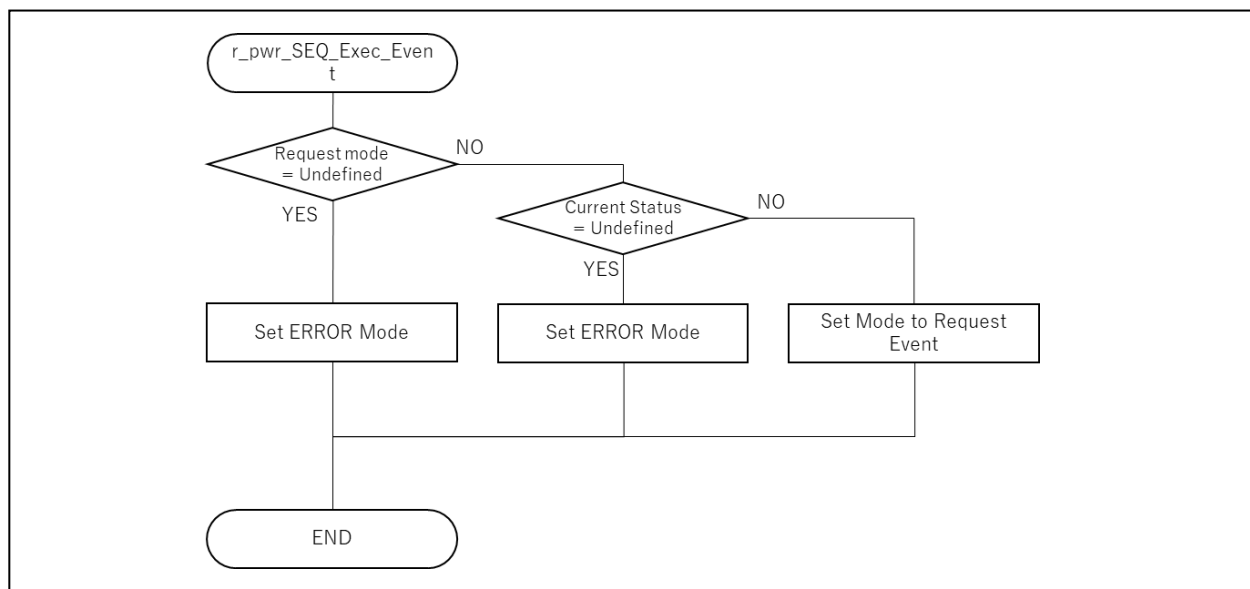 r_pwr_SEQ_Exec_Even
t
Request mode
= Undefined
NO
YES
Current Status
= Undefined
NO
YES
Set ERROR Mode
Set ERROR Mode
Set Mode to Request
Event
END